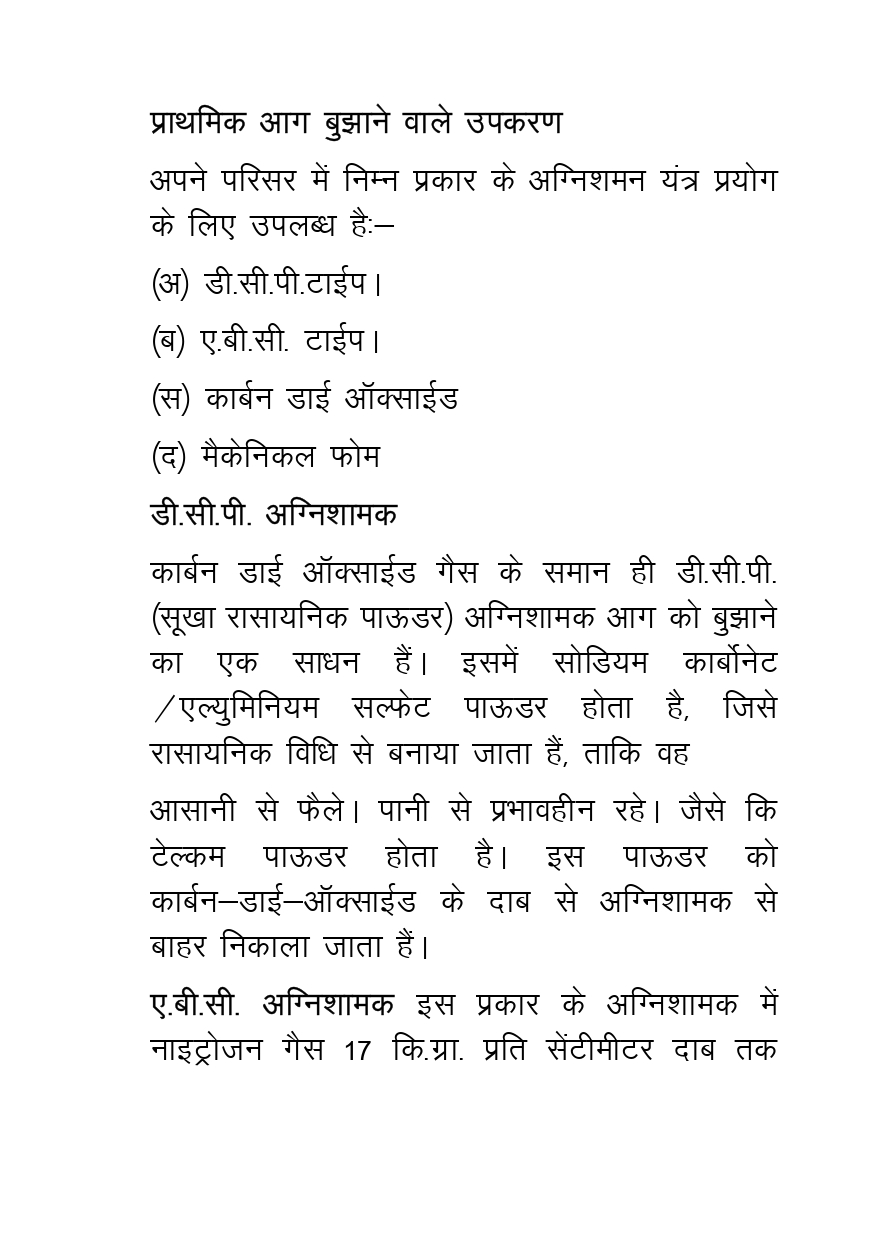 प्राथमिक आग बुझाने वाले उपकरण
अपने परिसर में निम्न प्रकार के अग्निशमन यंत्र प्रयोग
के लिए उपलब्ध हैः–
(अ) डी.सी.पी.टाईप।
(ब) ए.बी.सी. टाईप।
(स) कार्बन डाई ऑक्साईड
(द) मैकेनिकल फोम
डी.सी.पी. अग्निशामक
कार्बन डाई ऑक्साईड गैस के समान ही डी.सी.पी.
(सूखा रासायनिक पाऊडर) अग्निशामक आग को बुझाने
का एक साधन हैं। इसमें सोडियम कार्बोनेट
/एल्युमिनियम सल्फेट पाऊडर होता है, जिसे
रासायनिक विधि से बनाया जाता हैं, ताकि वह
आसानी से फैले। पानी से प्रभावहीन रहे। जैसे कि
टेल्कम पाऊडर होता है। इस पाऊडर को
कार्बन–डाई–ऑक्साईड के दाब से अग्निशामक से
बाहर निकाला जाता हैं।
ए.बी.सी. अग्निशामक इस प्रकार के अग्निशामक में
नाइट्रोजन गैस 17 कि.ग्रा. प्रति सेंटीमीटर दाब तक